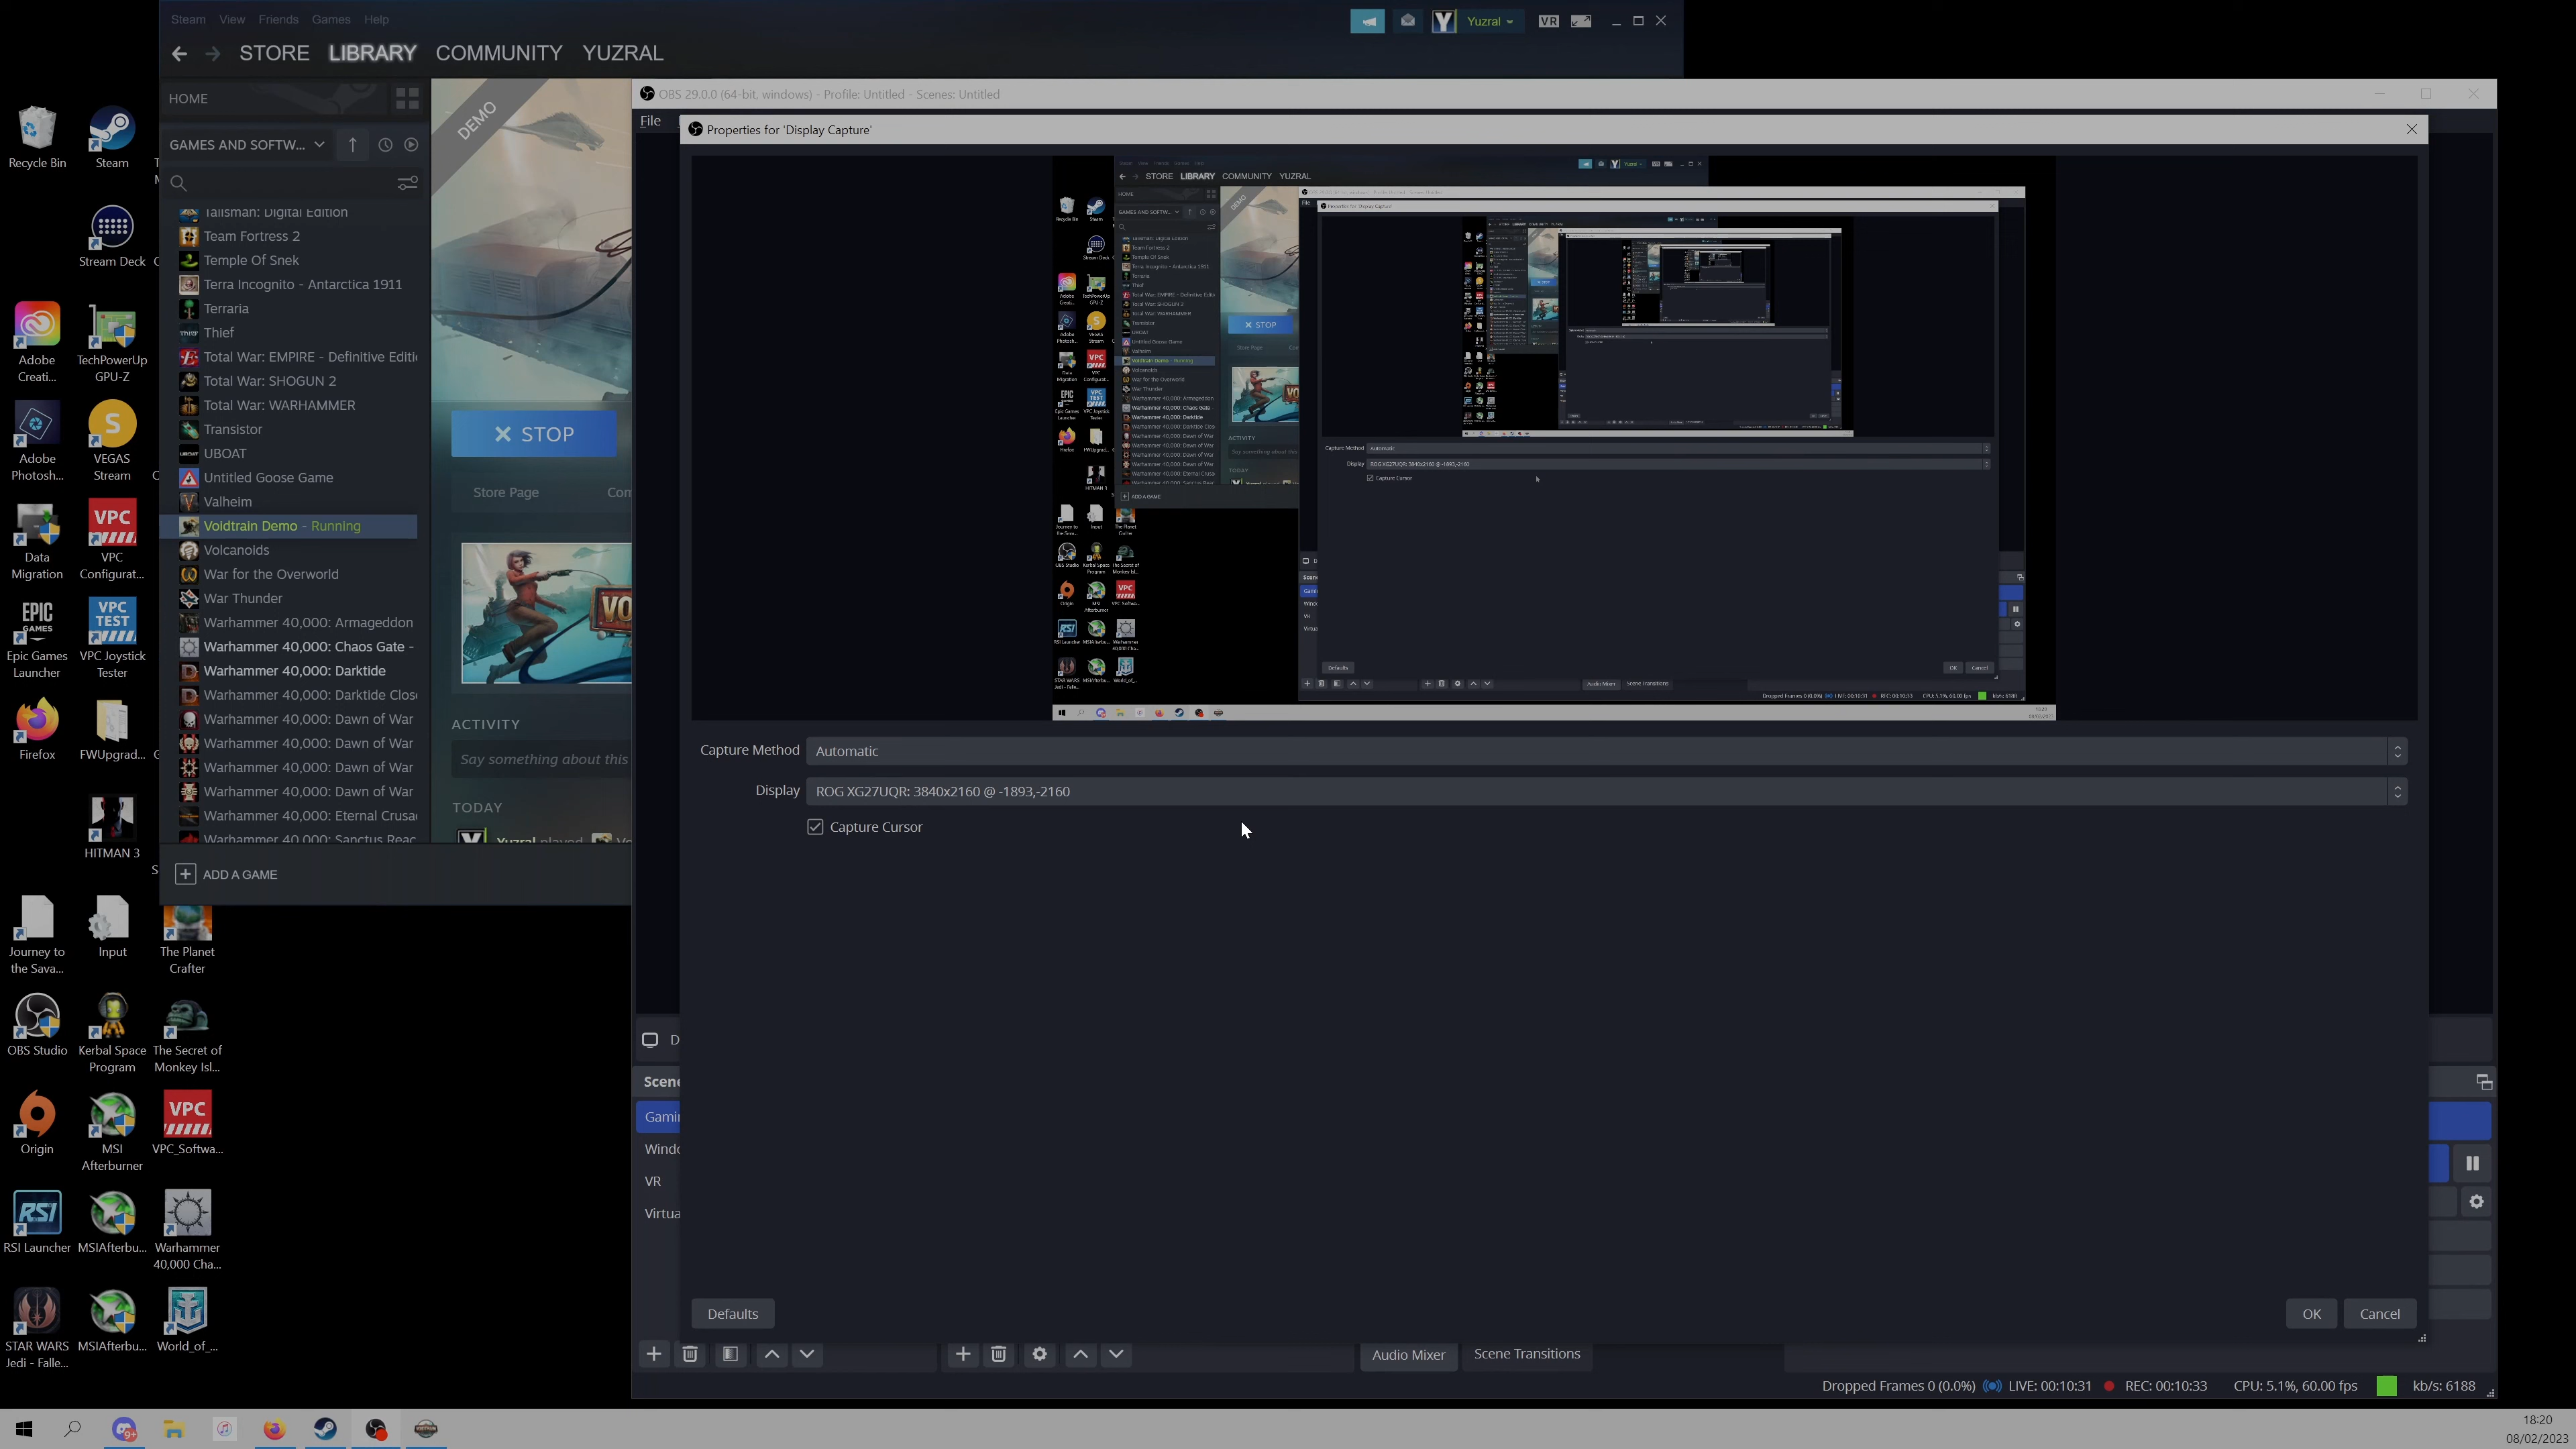 Steam View Friends Games Help
Yuzral
VR
STORE LIBRARY COMMUNITY YUZRAL
HOME
GAMES AND SOFTW...
Talisman: Digital Edition
Team Fortress 2
Temple Of Snek
Terra Incognito - Antarctica 1911
Terraria
Thief
Total War: EMPIRE - Definitive Editi
Total War: SHOGUN 2
Total War: WARHAMMER
Transistor
UBOAT
Untitled Goose Game
Valheim
Voidtrain Demo - Running
Volcanoids
War for the Overworld
War Thunder
Warhammer 40,000: Armageddon
Warhammer 40,000: Chaos Gate -
Warhammer 40,000: Darktide
Warhammer 40,000: Darktide Clos
Warhammer 40,000: Dawn of War
Warhammer 40,000: Dawn of War
Warhammer 40,000: Dawn of War
Warhammer 40,000: Dawn of War
Warhammer 40,000: Eternal Crusa
Warhammer 40,000: Sanctus Reac
ADD A GAME
DEMO
STOP
Store Page
Com
ACTIVITY
Say something about this
TODAY
Yuzral played
Recycle Bin
Steam
Stream Deck
Adobe Creati...
TechPowerUp GPU-Z
Adobe Photosh...
VEGAS Stream
Data Migration
VPC Configurat...
Epic Games Launcher
VPC Joystick Tester
Firefox
FWUpgrad...
HITMAN 3
Journey to the Sava...
Input
The Planet Crafter
OBS Studio
Kerbal Space Program
The Secret of Monkey Isl...
Origin
MSI Afterburner
VPC_Softwa...
RSI Launcher
MSIAfterbu...
Warhammer 40,000 Cha...
STAR WARS Jedi - Falle...
MSIAfterbu...
World_of_...
OBS 29.0.0 (64-bit, windows) - Profile: Untitled - Scenes: Untitled
File
Properties for 'Display Capture'
Capture Method Automatic
Display ROG XG27UQR: 3840x2160 @ -1893,-2160
Capture Cursor
Defaults
OK
Cancel
Scene
Gamin
Windo
VR
Virtua
Audio Mixer
Scene Transitions
Dropped Frames 0 (0.0%) LIVE: 00:10:31 REC: 00:10:33 CPU: 5.1%, 60.00 fps kb/s: 6188
18:20
08/02/2023